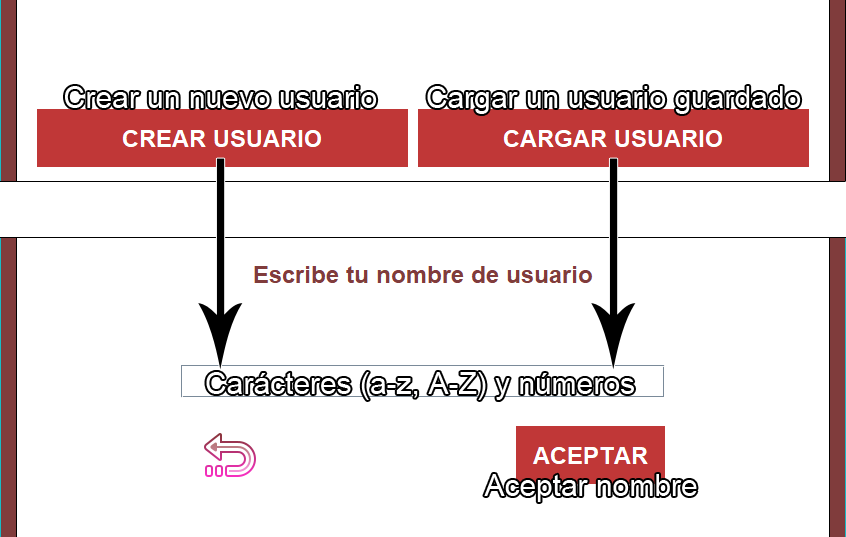 Crear un nuevo usuario
Cargar un usuario guardado
CREAR USUARIO
CARGAR USUARIO
Escribe tu nombre de usuario
Carácteres (a-z, A-Z) y números
ACEPTAR
Aceptar nombre